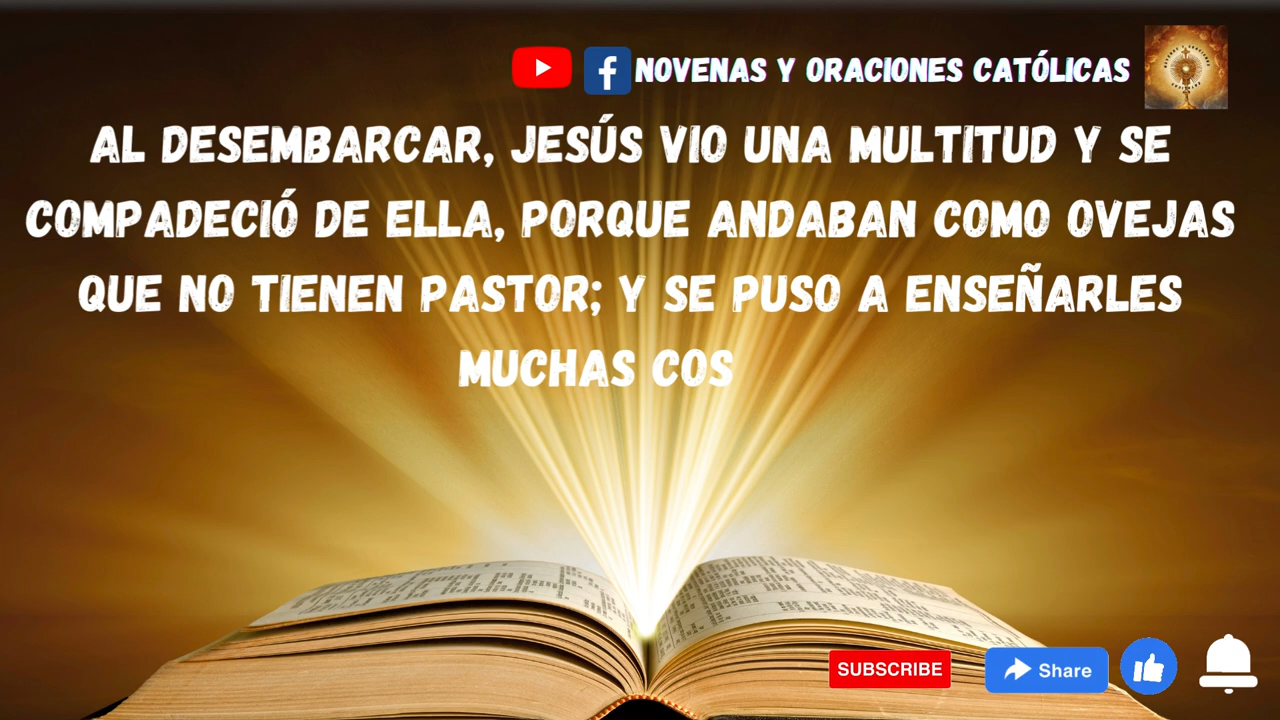 NOVENAS Y ORACIONES CATÓLICAS
AL DESEMBARCAR, JESÚS VIO UNA MULTITUD Y SE
COMPADECIÓ DE ELLA, PORQUE ANDABAN COMO OVEJAS
QUE NO TIENEN PASTOR; Y SE PUSO A ENSEÑARLES
MUCHAS COS
SUBSCRIBE
Share